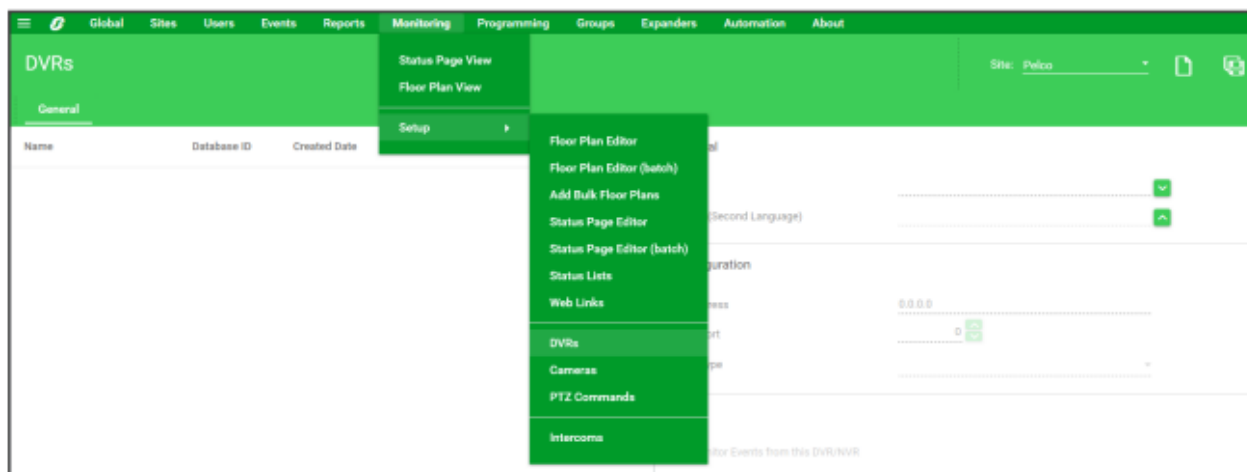 Global Sites Users Events Reports Monitoring Programming Groups Expanders Automation About
DVRs
Site: Pelco
General
Status Page View
Floor Plan View
Setup
Name Database ID Created Date
Floor Plan Editor
Floor Plan Editor (batch)
Add Bulk Floor Plans
(Second Language)
Status Page Editor
Status Page Editor (batch)
Status Lists
Web Links
0.0.0.0
0
DVRs
Cameras
PTZ Commands
Intercoms
Events from this DVR/NVR